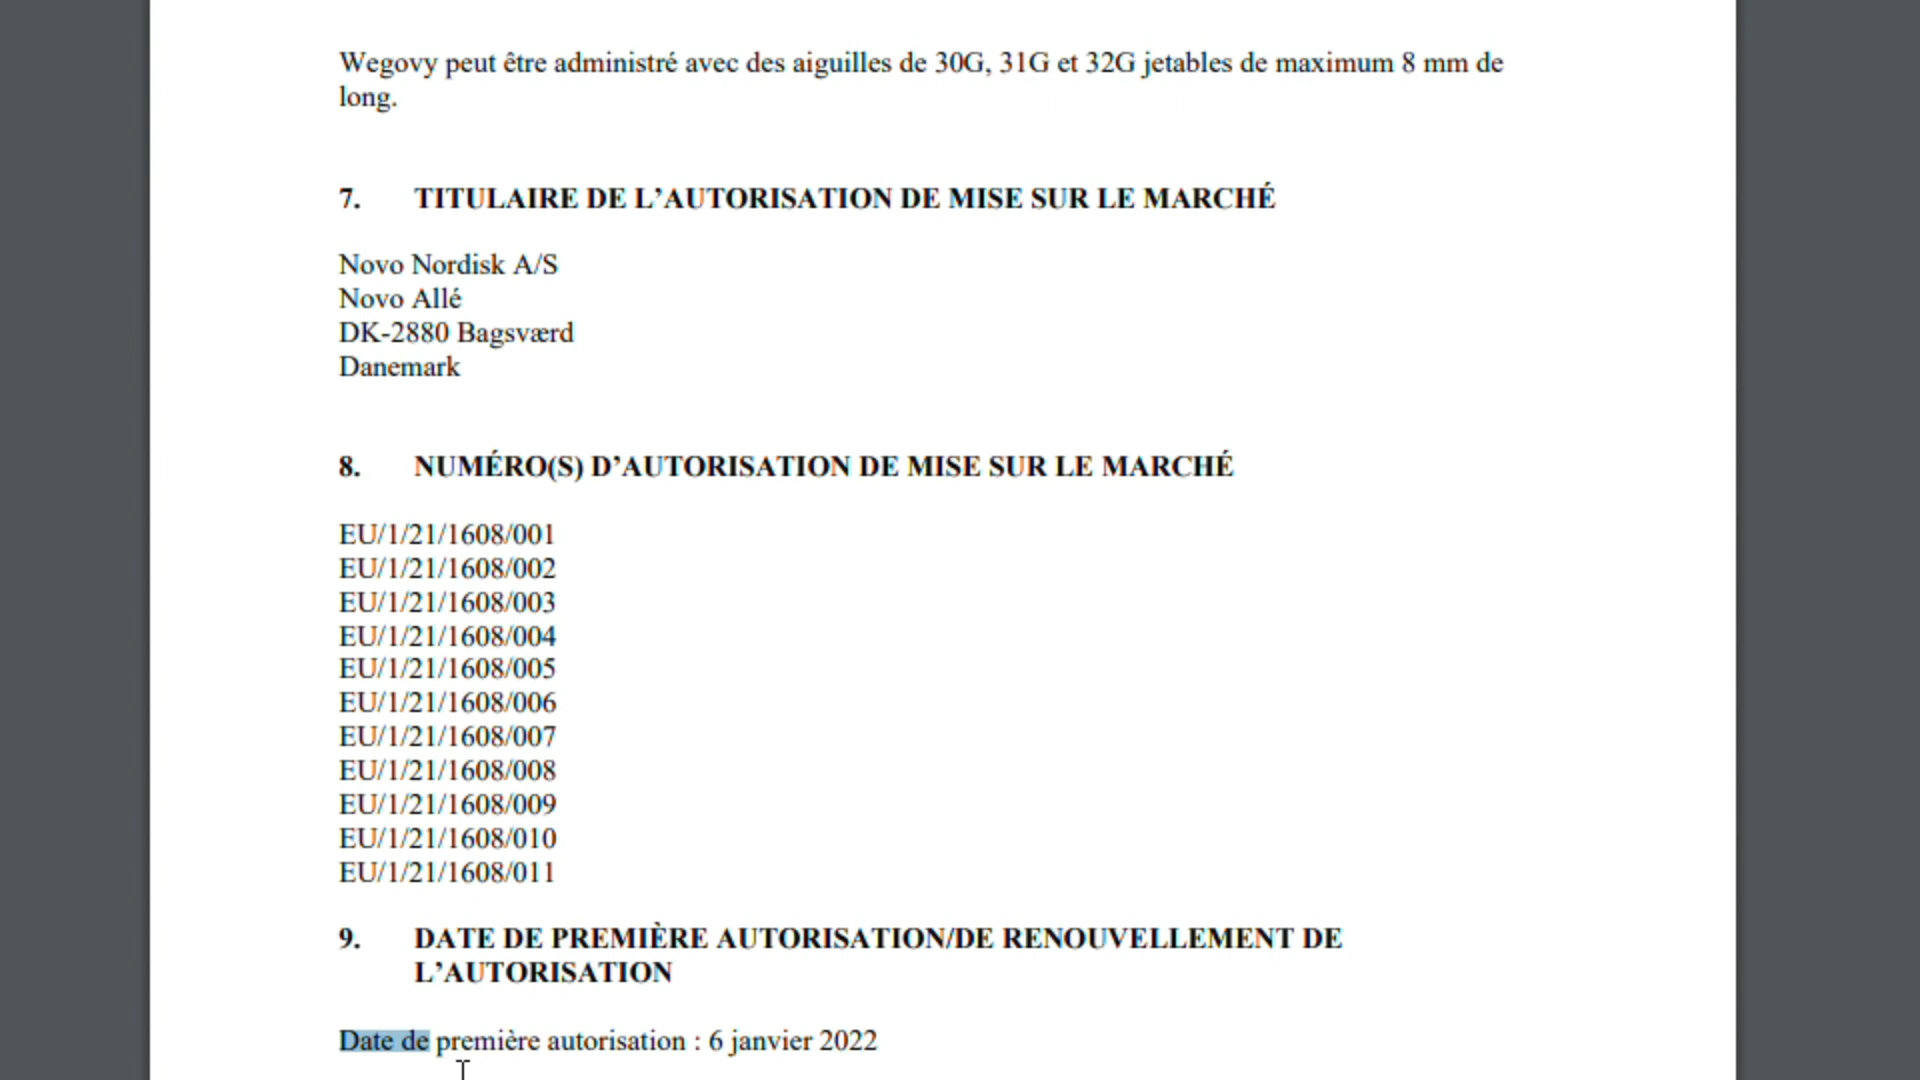 Wegovy peut être administré avec des aiguilles de 30G, 31G et 32G jetables de maximum 8 mm de
long.
7. TITULAIRE DE L’AUTORISATION DE MISE SUR LE MARCHÉ
Novo Nordisk A/S
Novo Allé
DK-2880 Bagsværd
Danemark
8. NUMÉRO(S) D’AUTORISATION DE MISE SUR LE MARCHÉ
EU/1/21/1608/001
EU/1/21/1608/002
EU/1/21/1608/003
EU/1/21/1608/004
EU/1/21/1608/005
EU/1/21/1608/006
EU/1/21/1608/007
EU/1/21/1608/008
EU/1/21/1608/009
EU/1/21/1608/010
EU/1/21/1608/011
9. DATE DE PREMIÈRE AUTORISATION/DE RENOUVELLEMENT DE
L’AUTORISATION
Date de première autorisation : 6 janvier 2022